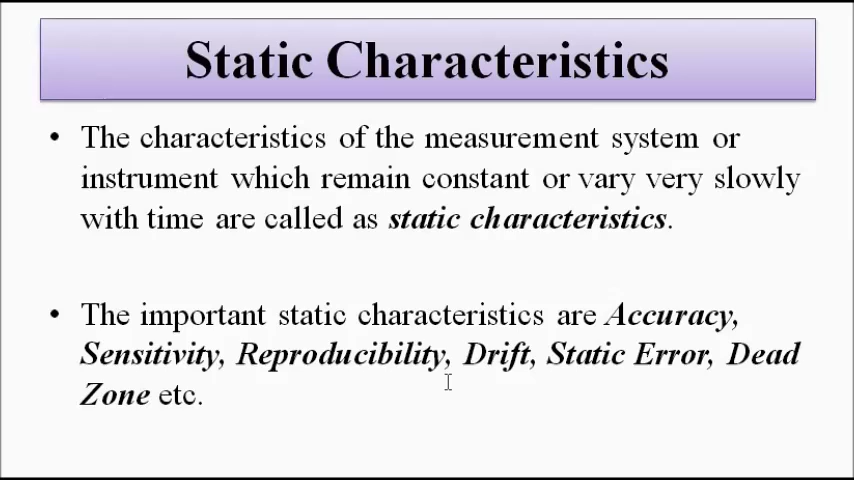 Static Characteristics
• The characteristics of the measurement system or
instrument which remain constant or vary very slowly
with time are called as static characteristics.
• The important static characteristics are Accuracy,
Sensitivity, Reproducibility, Drift, Static Error, Dead
Zone etc.